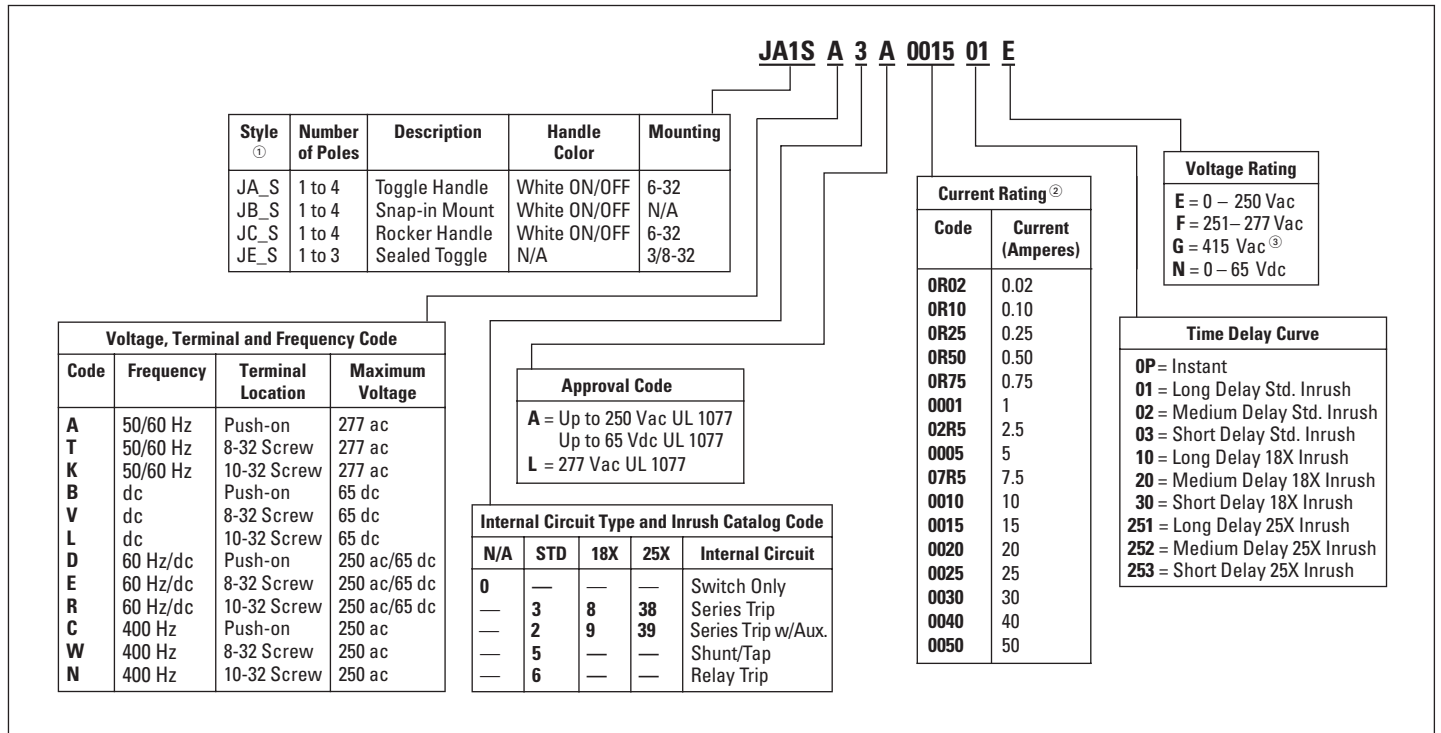 JA1S A 3 A 0015 01 E
Style ① Number of Poles Description Handle Color Mounting
JA_S 1 to 4 Toggle Handle White ON/OFF 6-32
JB_S 1 to 4 Snap-in Mount White ON/OFF N/A
JC_S 1 to 4 Rocker Handle White ON/OFF 6-32
JE_S 1 to 3 Sealed Toggle N/A 3/8-32
Voltage, Terminal and Frequency Code
Code Frequency Terminal Location Maximum Voltage
A 50/60 Hz Push-on 277 ac
T 50/60 Hz 8-32 Screw 277 ac
K 50/60 Hz 10-32 Screw 277 ac
B dc Push-on 65 dc
V dc 8-32 Screw 65 dc
L dc 10-32 Screw 65 dc
D 60 Hz/dc Push-on 250 ac/65 dc
E 60 Hz/dc 8-32 Screw 250 ac/65 dc
R 60 Hz/dc 10-32 Screw 250 ac/65 dc
C 400 Hz Push-on 250 ac
W 400 Hz 8-32 Screw 250 ac
N 400 Hz 10-32 Screw 250 ac
Approval Code
A = Up to 250 Vac UL 1077
Up to 65 Vdc UL 1077
L = 277 Vac UL 1077
Internal Circuit Type and Inrush Catalog Code
N/A STD 18X 25X Internal Circuit
0 — — — Switch Only
— 3 8 38 Series Trip
— 2 9 39 Series Trip w/Aux.
— 5 — — Shunt/Tap
— 6 — — Relay Trip
Current Rating ②
Code Current (Amperes)
0R02 0.02
0R10 0.10
0R25 0.25
0R50 0.50
0R75 0.75
0001 1
02R5 2.5
0005 5
07R5 7.5
0010 10
0015 15
0020 20
0025 25
0030 30
0040 40
0050 50
Voltage Rating
E = 0 – 250 Vac
F = 251– 277 Vac
G = 415 Vac ③
N = 0 – 65 Vdc
Time Delay Curve
0P = Instant
01 = Long Delay Std. Inrush
02 = Medium Delay Std. Inrush
03 = Short Delay Std. Inrush
10 = Long Delay 18X Inrush
20 = Medium Delay 18X Inrush
30 = Short Delay 18X Inrush
251 = Long Delay 25X Inrush
252 = Medium Delay 25X Inrush
253 = Short Delay 25X Inrush